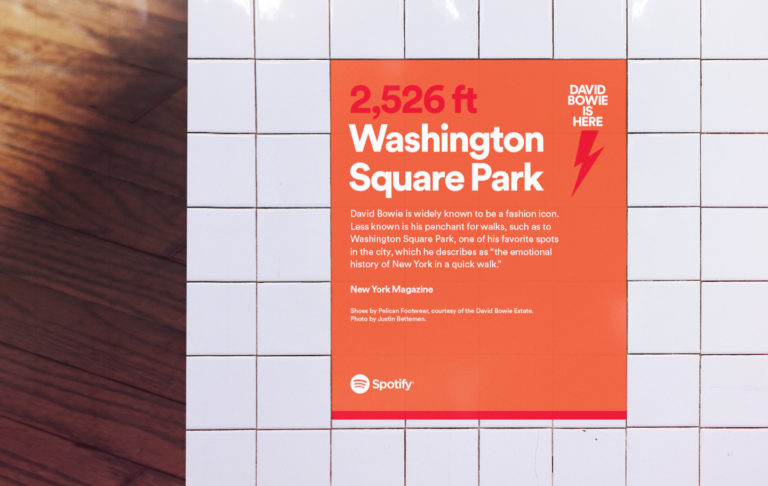 2,526 ft
Washington
Square Park
DAVID
BOWIE
IS
HERE
David Bowie is widely known to be a fashion icon.
Less known is his penchant for walks, such as to
Washington Square Park, one of his favorite spots
in the city, which he describes as “the emotional
history of New York in a quick walk.”
New York Magazine
Shoes by Pelican Footwear, courtesy of the David Bowie Estate.
Photo by Justin Bettemen.
Spotify